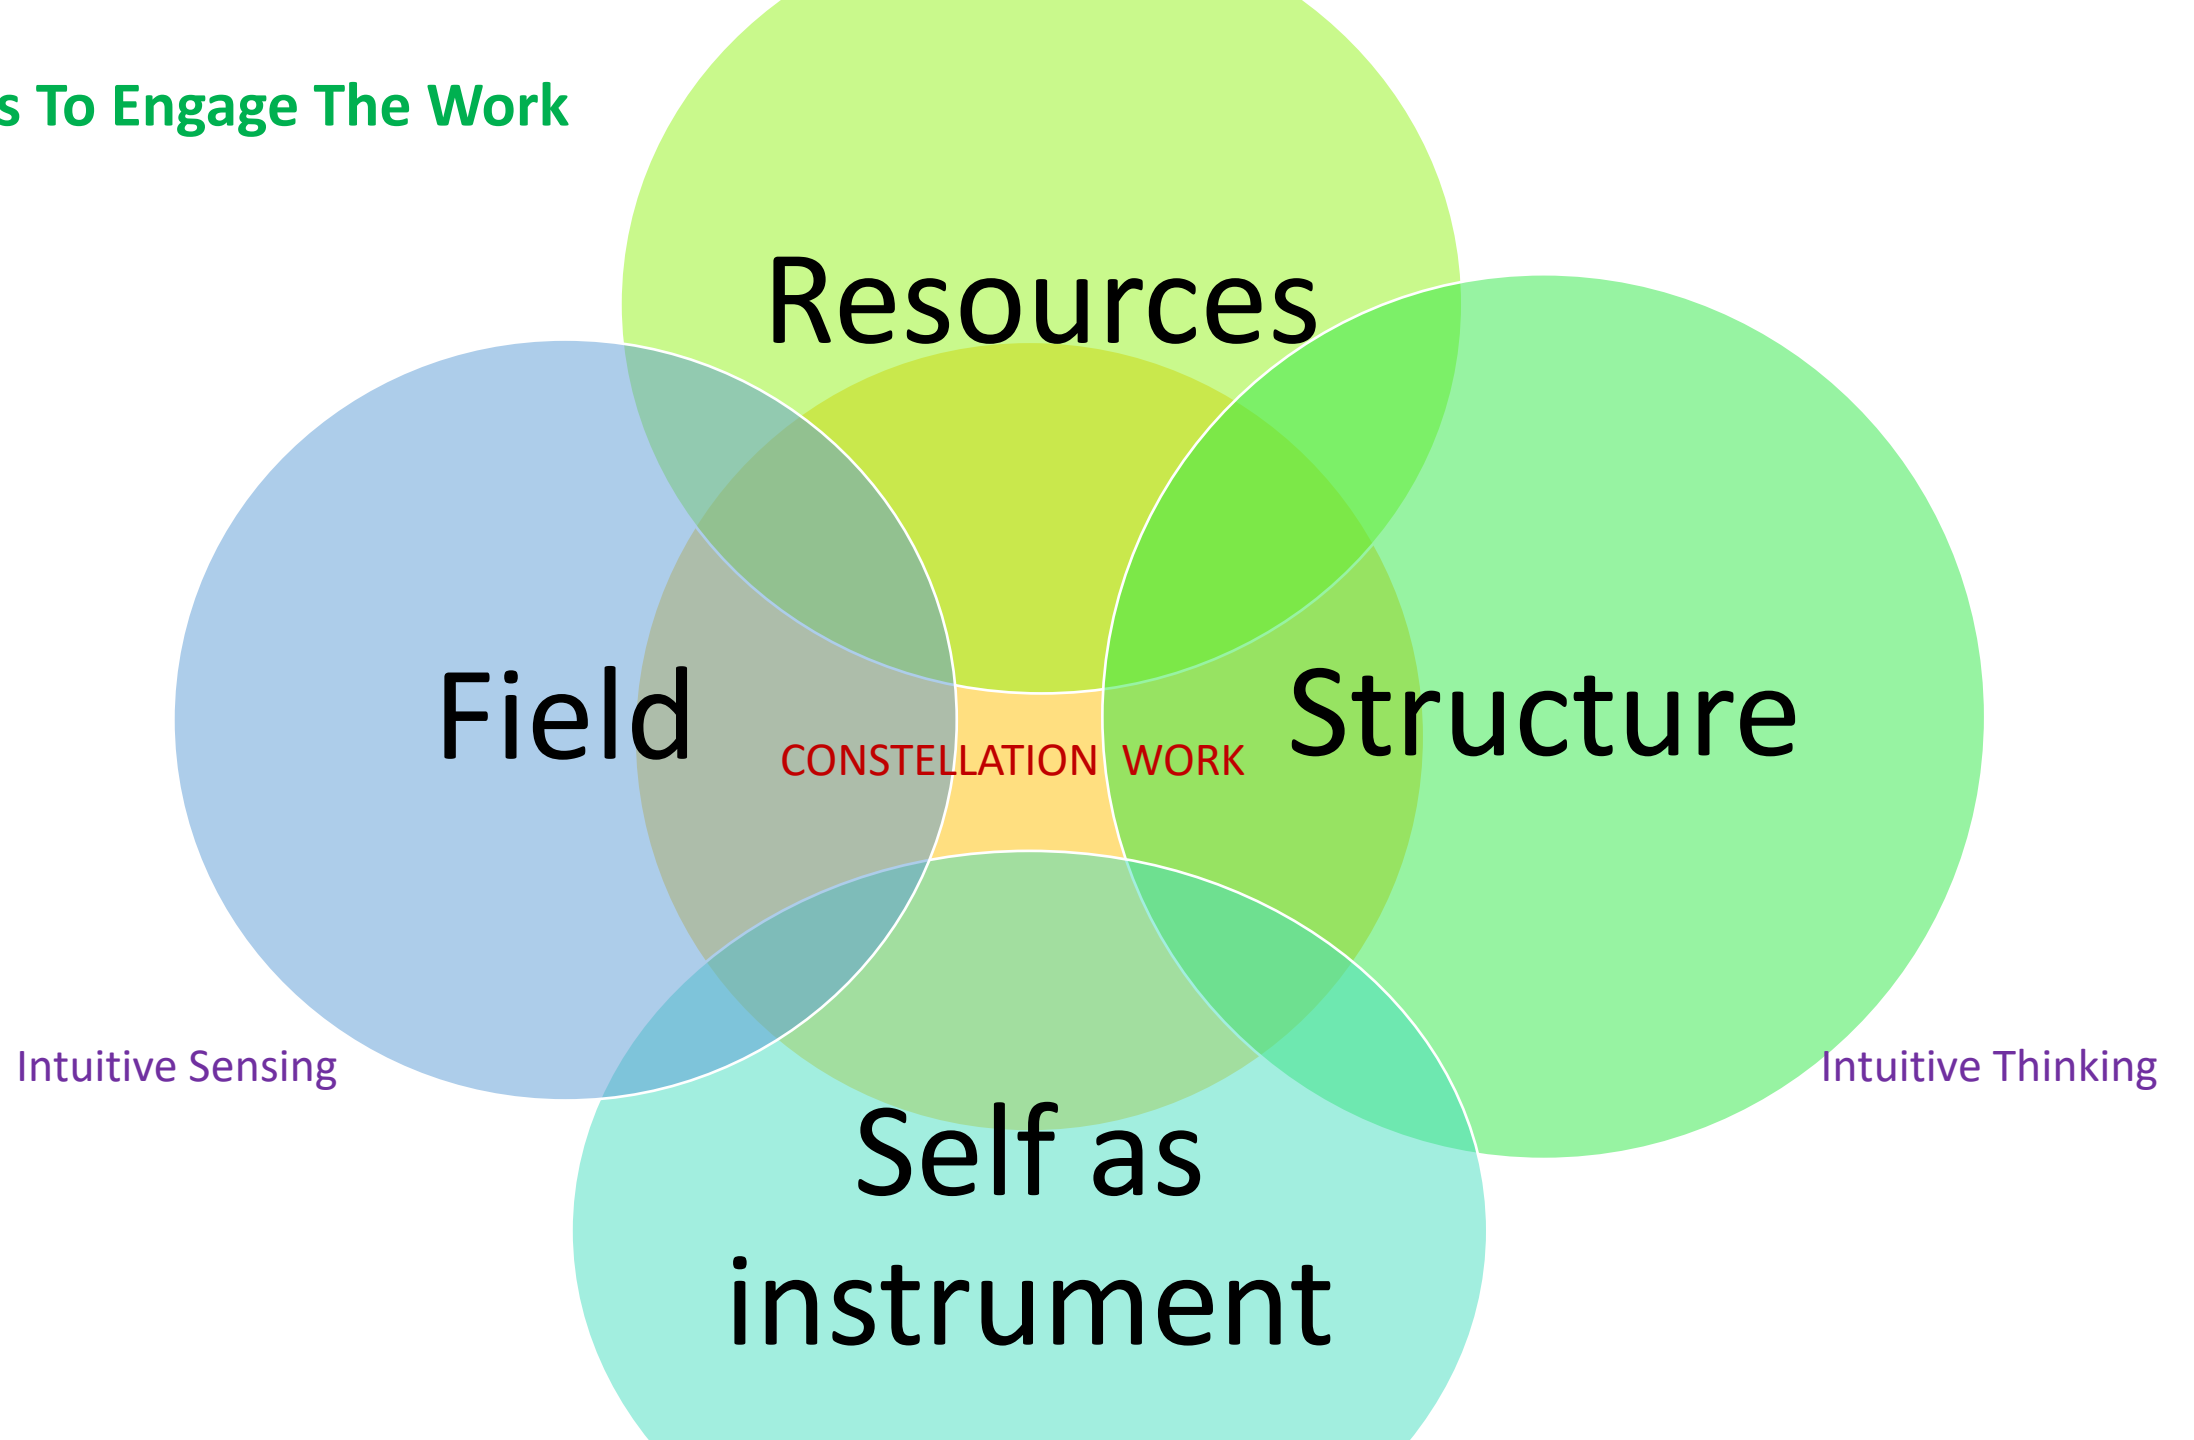 s To Engage The Work
Resources
Field
Structure
CONSTELLATION WORK
Intuitive Sensing
Intuitive Thinking
Self as
instrument